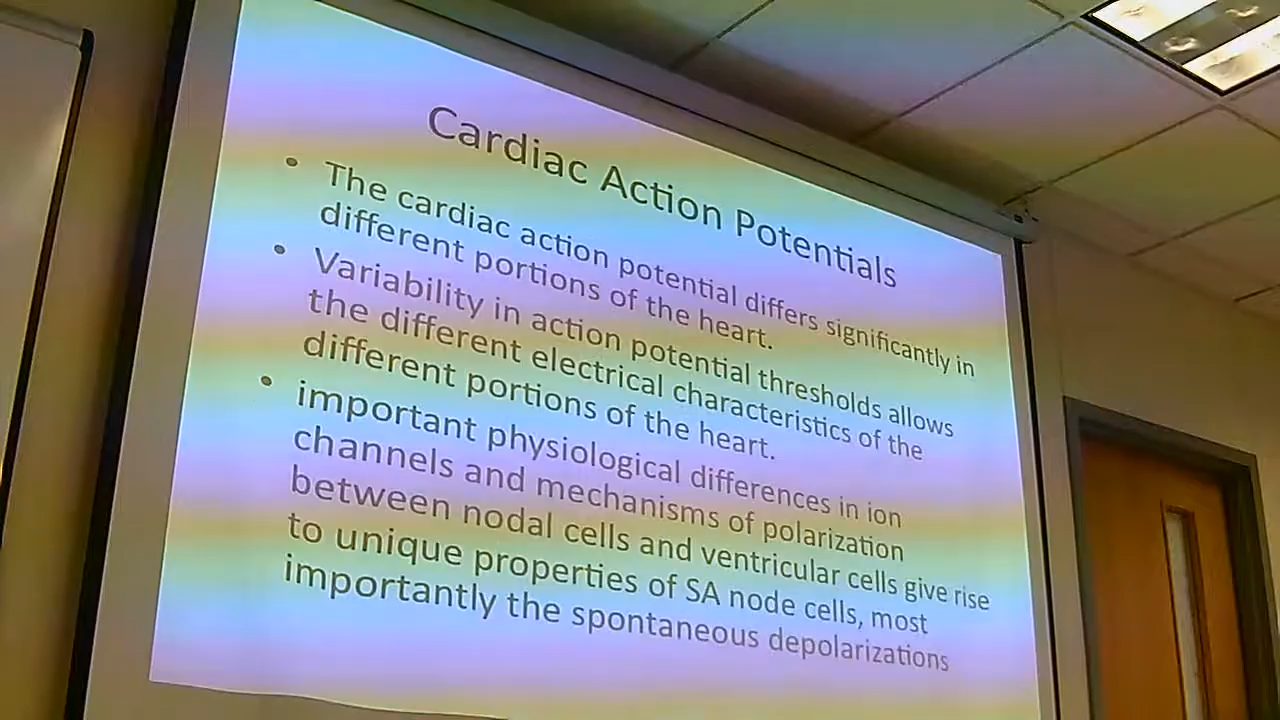 Cardiac Action Potentials
• The cardiac action potential differs significantly in
different portions of the heart.
• Variability in action potential thresholds allows
the different electrical characteristics of the
different portions of the heart.
• important physiological differences in ion
channels and mechanisms of polarization
between nodal cells and ventricular cells give rise
to unique properties of SA node cells, most
importantly the spontaneous depolarizations